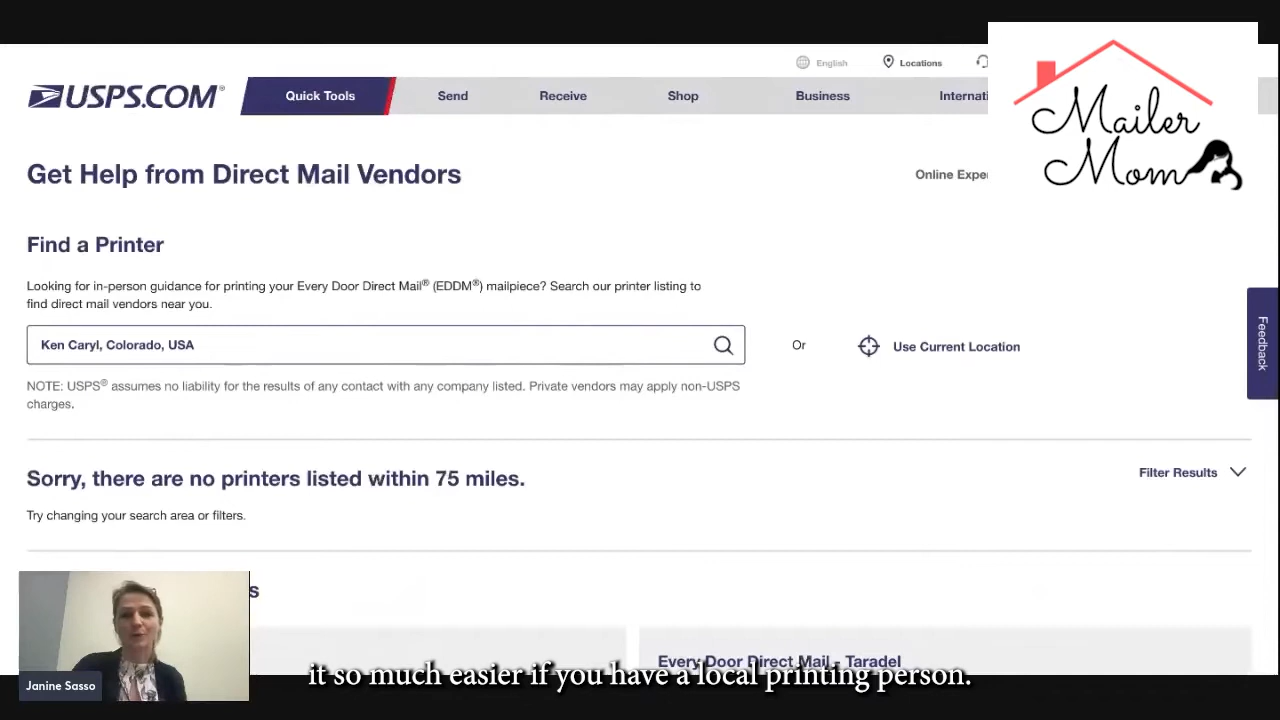 English
Locations
USPS.COM®
Quick Tools
Send
Receive
Shop
Business
Internati
Mailer
Mom
Get Help from Direct Mail Vendors
Online Exper
Find a Printer
Looking for in-person guidance for printing your Every Door Direct Mail® (EDDM®) mailpiece? Search our printer listing to
find direct mail vendors near you.
Ken Caryl, Colorado, USA
Or
Use Current Location
Feedback
NOTE: USPS® assumes no liability for the results of any contact with any company listed. Private vendors may apply non-USPS
charges.
Sorry, there are no printers listed within 75 miles.
Filter Results
Try changing your search area or filters.
s
Every Door Direct Mail - Taradel
Janine Sasso
it so much easier if you have a local printing person.